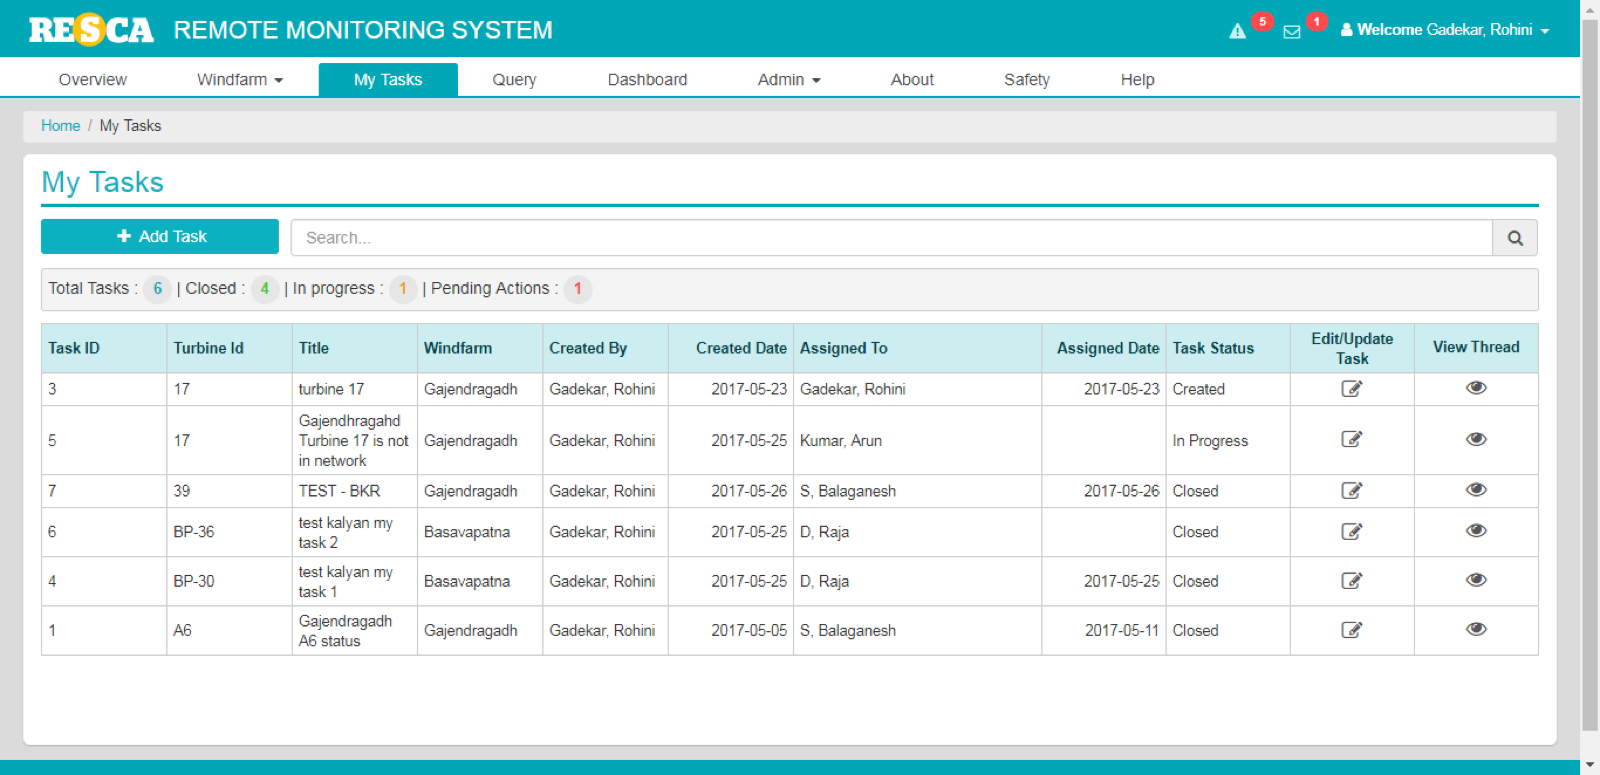 RESCA REMOTE MONITORING SYSTEM 5 1 Welcome Gadekar, Rohini
Overview Windfarm My Tasks Query Dashboard Admin About Safety Help
Home / My Tasks
My Tasks
+ Add Task Search...
Total Tasks : 6 | Closed : 4 | In progress : 1 | Pending Actions : 1
Task ID Turbine Id Title Windfarm Created By Created Date Assigned To Assigned Date Task Status Edit/Update Task View Thread
3 17 turbine 17 Gajendragadh Gadekar, Rohini 2017-05-23 Gadekar, Rohini 2017-05-23 Created
5 17 Gajendhragahd Turbine 17 is not in network Gajendragadh Gadekar, Rohini 2017-05-25 Kumar, Arun In Progress
7 39 TEST - BKR Gajendragadh Gadekar, Rohini 2017-05-26 S, Balaganesh 2017-05-26 Closed
6 BP-36 test kalyan my task 2 Basavapatna Gadekar, Rohini 2017-05-25 D, Raja Closed
4 BP-30 test kalyan my task 1 Basavapatna Gadekar, Rohini 2017-05-25 D, Raja 2017-05-25 Closed
1 A6 Gajendragadh A6 status Gajendragadh Gadekar, Rohini 2017-05-05 S, Balaganesh 2017-05-11 Closed